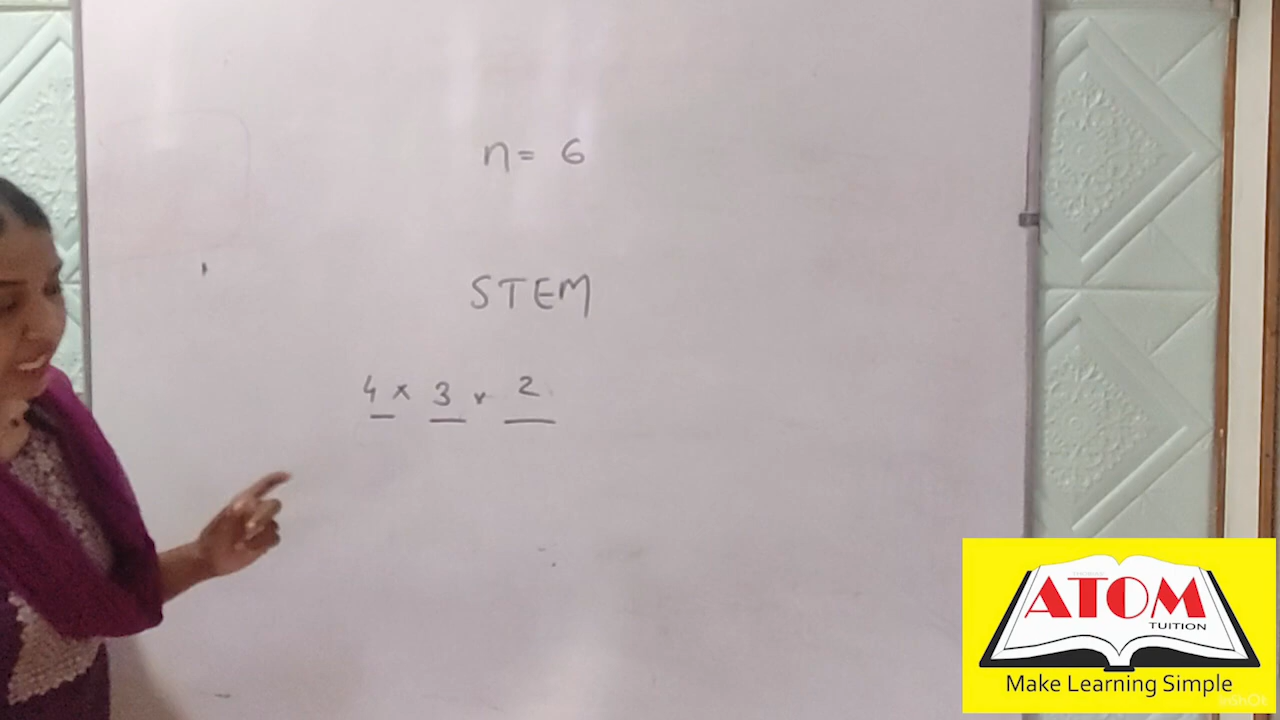 n = 6
STEM
4 × 3 × 2
ATOM
TUITION
Make Learning Simple